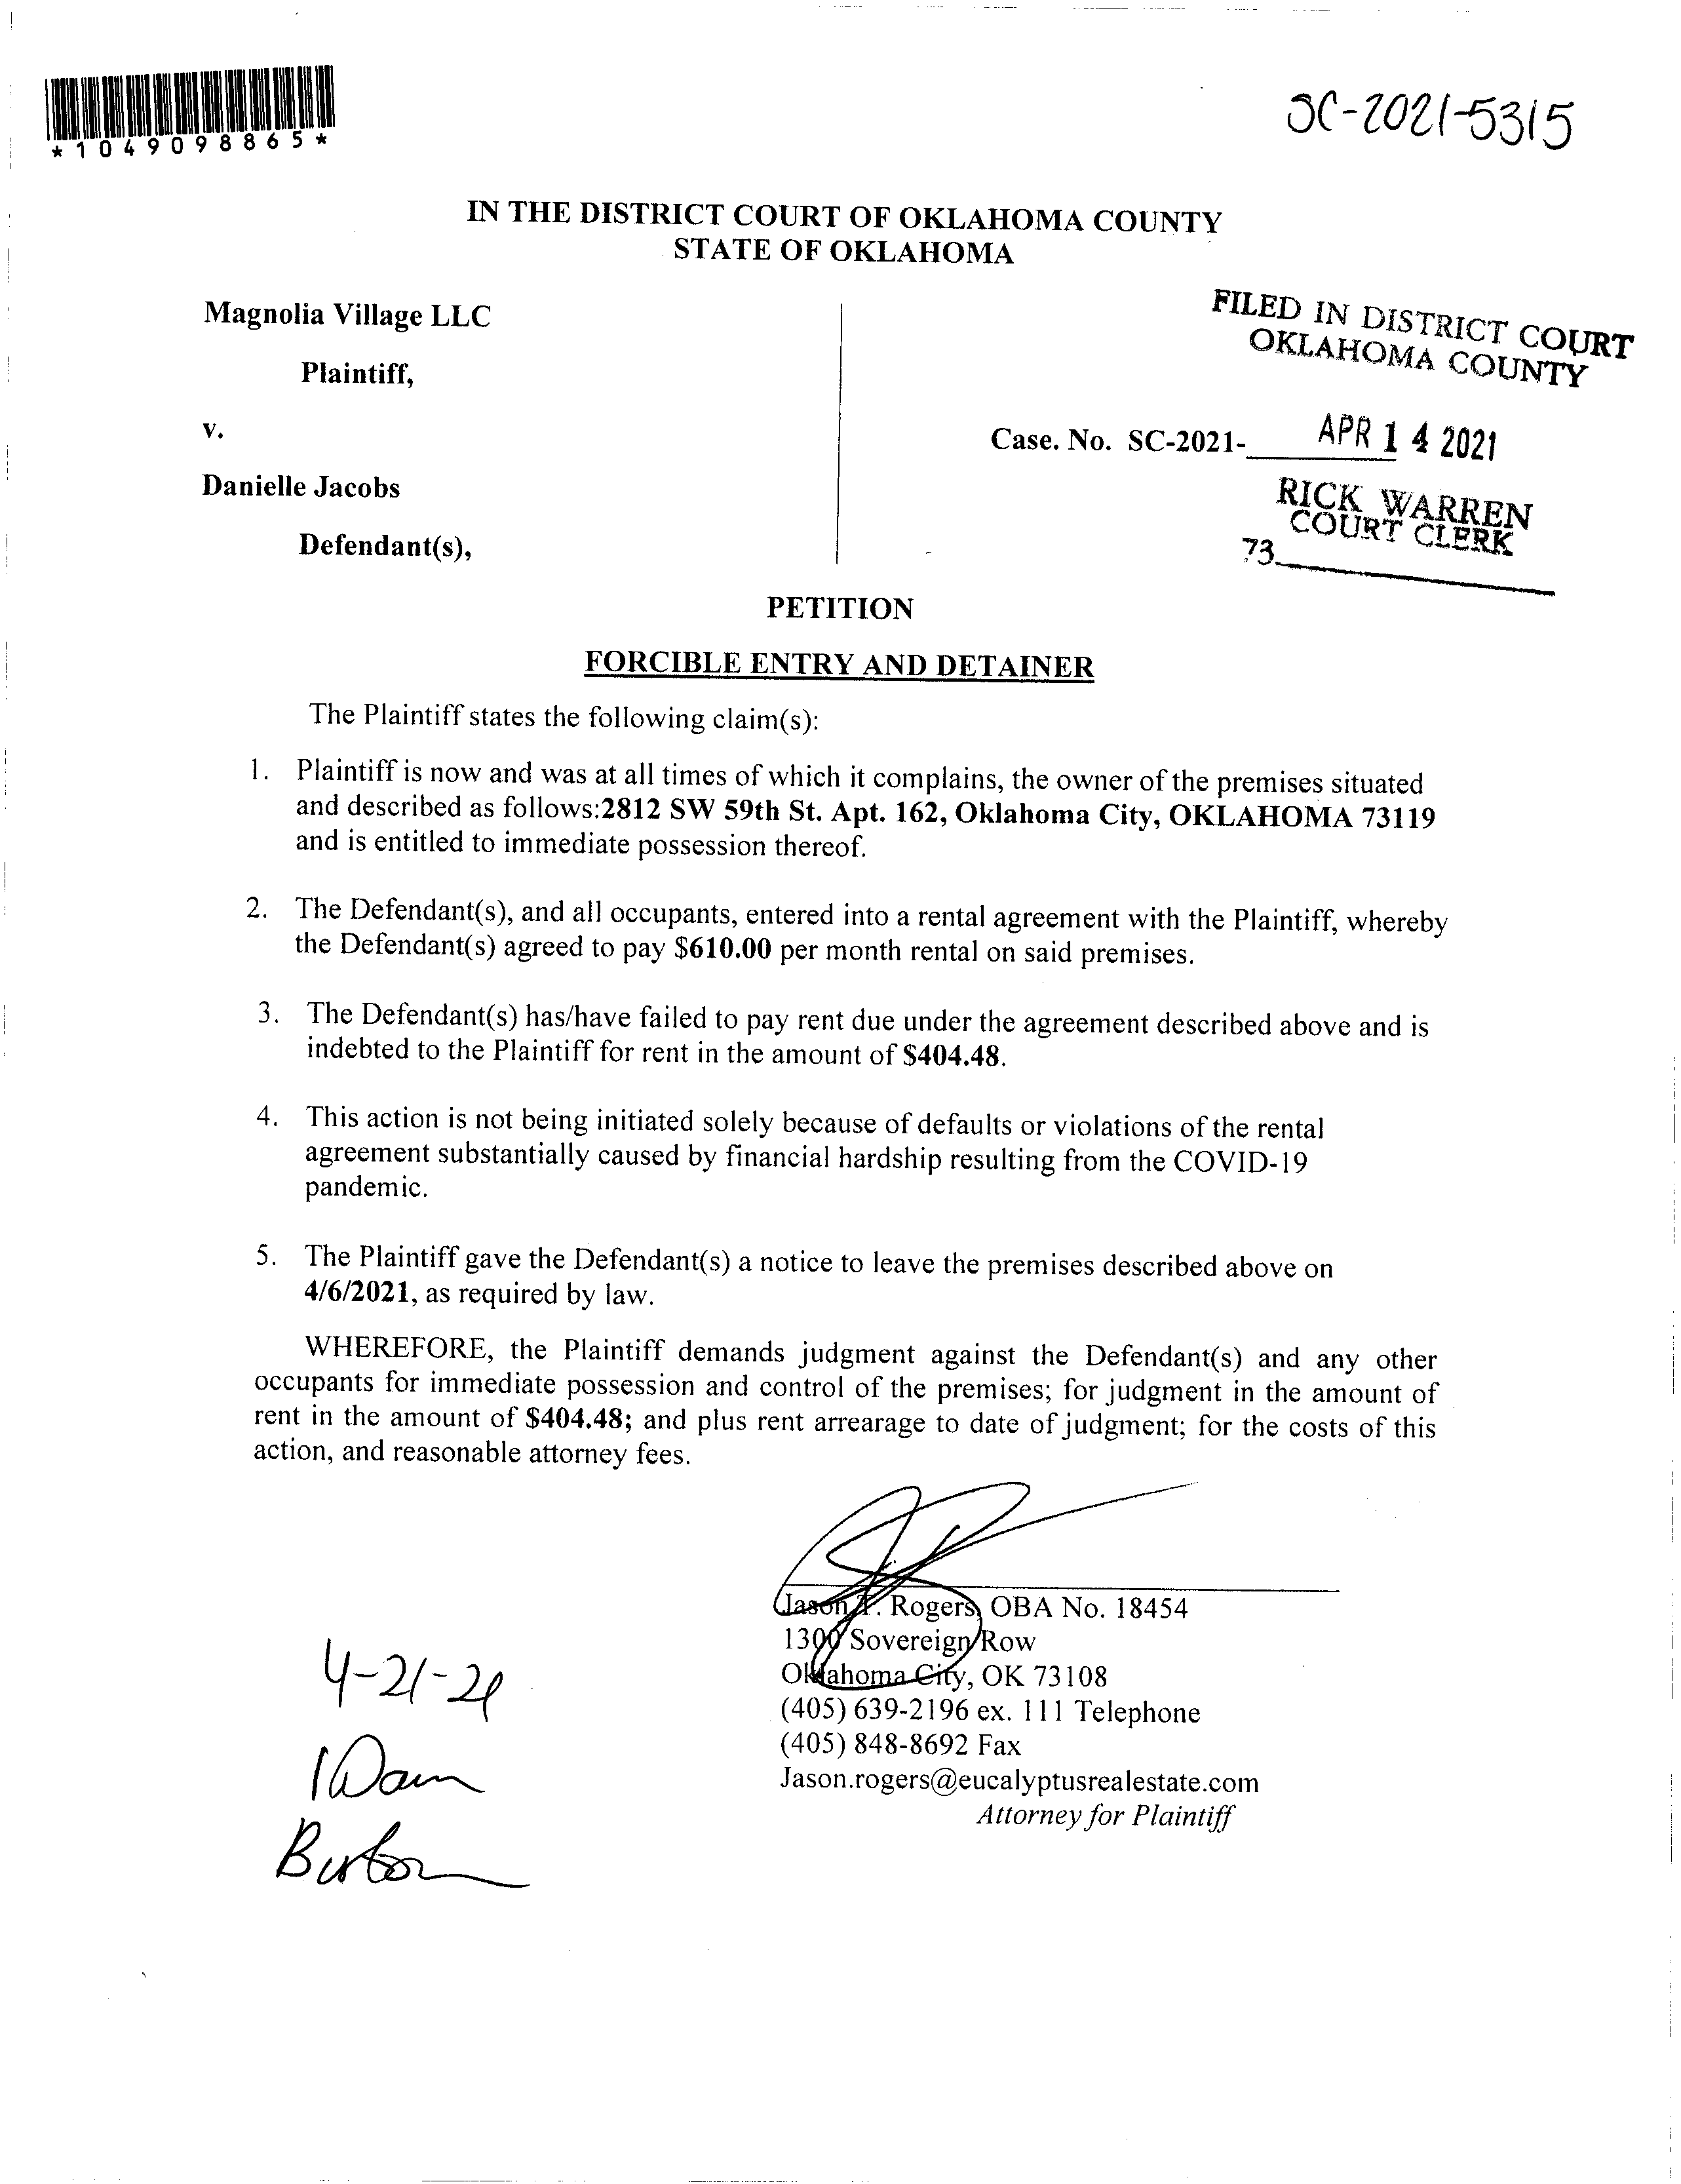 *1049098865*
SC-2021-5315
IN THE DISTRICT COURT OF OKLAHOMA COUNTY
STATE OF OKLAHOMA
Magnolia Village LLC
Plaintiff,
v.
Danielle Jacobs
Defendant(s),
FILED IN DISTRICT COURT
OKLAHOMA COUNTY
Case. No. SC-2021-
APR 14 2021
RICK WARREN
COURT CLERK
73
PETITION
FORCIBLE ENTRY AND DETAINER
The Plaintiff states the following claim(s):
1. Plaintiff is now and was at all times of which it complains, the owner of the premises situated
and described as follows:2812 SW 59th St. Apt. 162, Oklahoma City, OKLAHOMA 73119
and is entitled to immediate possession thereof.
2. The Defendant(s), and all occupants, entered into a rental agreement with the Plaintiff, whereby
the Defendant(s) agreed to pay $610.00 per month rental on said premises.
3. The Defendant(s) has/have failed to pay rent due under the agreement described above and is
indebted to the Plaintiff for rent in the amount of $404.48.
4. This action is not being initiated solely because of defaults or violations of the rental
agreement substantially caused by financial hardship resulting from the COVID-19
pandemic.
5. The Plaintiff gave the Defendant(s) a notice to leave the premises described above on
4/6/2021, as required by law.
WHEREFORE, the Plaintiff demands judgment against the Defendant(s) and any other
occupants for immediate possession and control of the premises; for judgment in the amount of
rent in the amount of $404.48; and plus rent arrearage to date of judgment; for the costs of this
action, and reasonable attorney fees.
Jason Rogers, OBA No. 18454
1300 Sovereign Row
Oklahoma City, OK 73108
(405) 639-2196 ex. 111 Telephone
(405) 848-8692 Fax
Jason.rogers@eucalyptusrealestate.com
Attorney for Plaintiff
4-21-21
10am
Burton